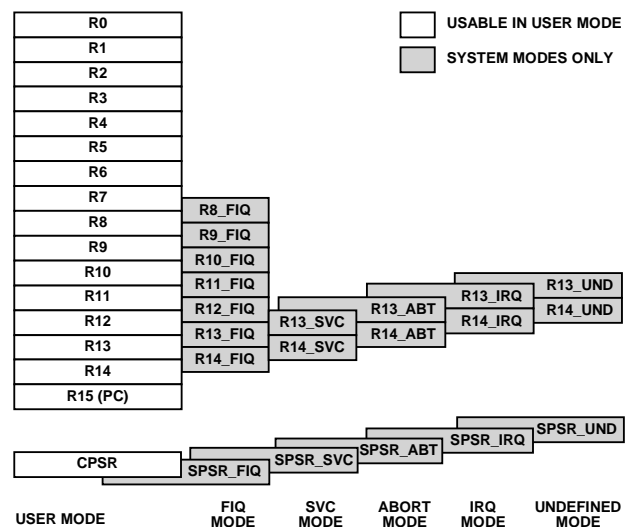 R0
R1
R2
R3
R4
R5
R6
R7
R8
R9
R10
R11
R12
R13
R14
R15 (PC)
USABLE IN USER MODE
SYSTEM MODES ONLY
R8_FIQ
R9_FIQ
R10_FIQ
R11_FIQ
R12_FIQ
R13_FIQ
R14_FIQ
R13_SVC
R14_SVC
R13_ABT
R14_ABT
R13_IRQ
R14_IRQ
R13_UND
R14_UND
CPSR
SPSR_FIQ
SPSR_SVC
SPSR_ABT
SPSR_IRQ
SPSR_UND
USER MODE
FIQ
MODE
SVC
MODE
ABORT
MODE
IRQ
MODE
UNDEFINED
MODE